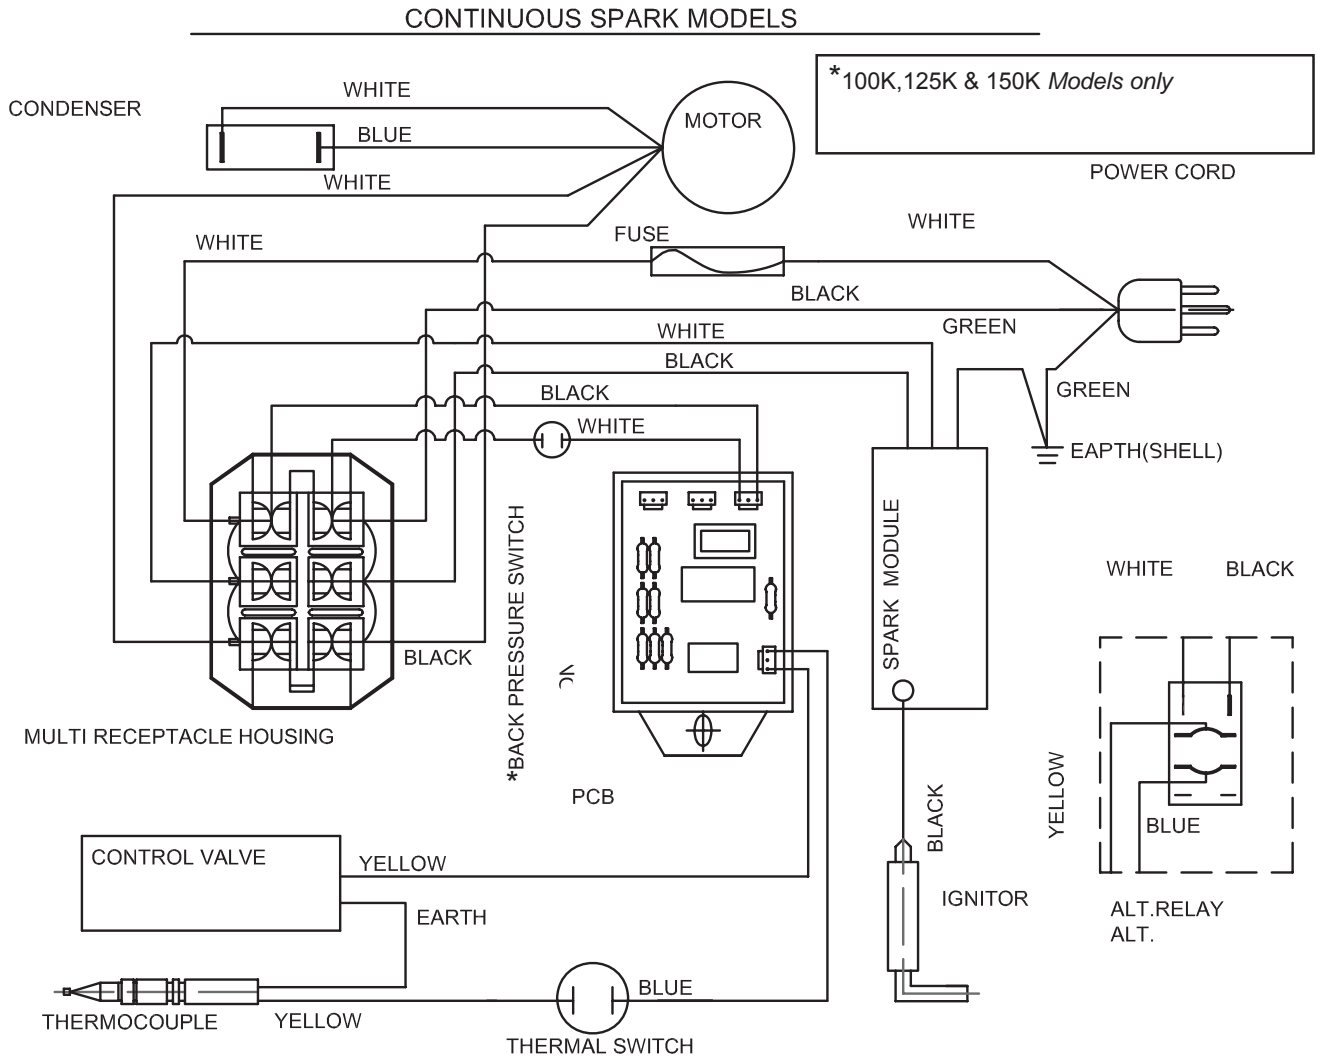 CONTINUOUS SPARK MODELS
*100K,125K & 150K Models only
CONDENSER
WHITE
BLUE
WHITE
MOTOR
POWER CORD
WHITE
FUSE
WHITE
BLACK
GREEN
WHITE
BLACK
GREEN
BLACK
WHITE
EAPTH(SHELL)
*BACK PRESSURE SWITCH
NC
SPARK MODULE
WHITE
BLACK
BLACK
MULTI RECEPTACLE HOUSING
PCB
YELLOW
BLUE
BLACK
CONTROL VALVE
YELLOW
EARTH
IGNITOR
ALT.RELAY
ALT.
THERMOCOUPLE
YELLOW
BLUE
THERMAL SWITCH